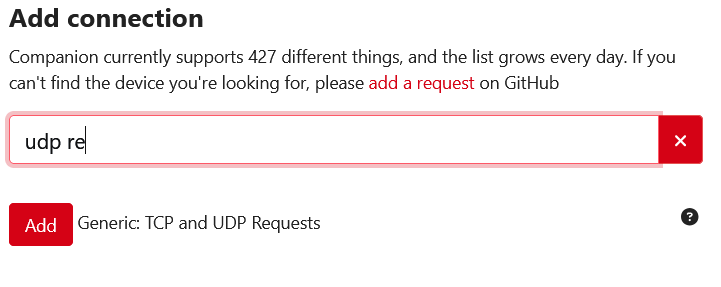 Add connection
Companion currently supports 427 different things, and the list grows every day. If you
can't find the device you're looking for, please add a request on GitHub
udp re
Add Generic: TCP and UDP Requests